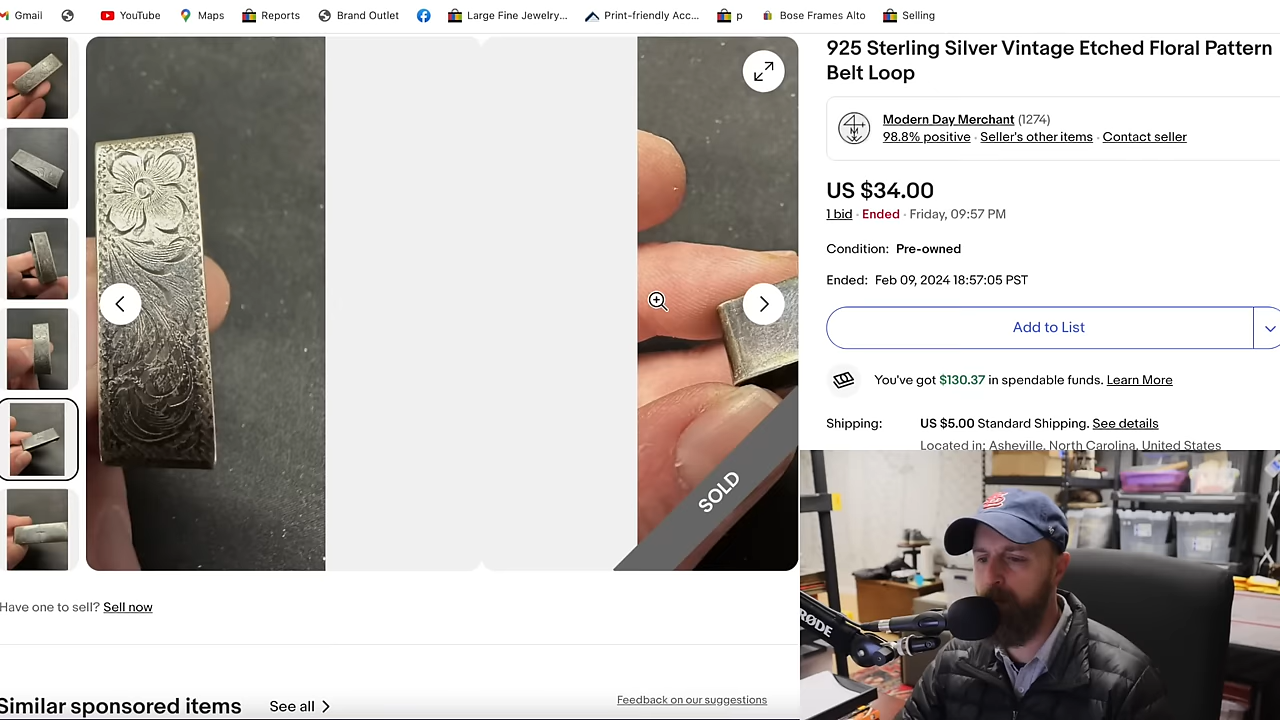 Gmail
YouTube
Maps
Reports
Brand Outlet
Large Fine Jewelry...
Print-friendly Acc...
p
Bose Frames Alto
Selling
925 Sterling Silver Vintage Etched Floral Pattern
Belt Loop
Modern Day Merchant (1274)
98.8% positive · Seller's other items · Contact seller
US $34.00
1 bid · Ended · Friday, 09:57 PM
Condition: Pre-owned
Ended: Feb 09, 2024 18:57:05 PST
Add to List
You've got $130.37 in spendable funds. Learn More
Shipping: US $5.00 Standard Shipping. See details
Located in: Asheville, North Carolina, United States
SOLD
Have one to sell? Sell now
Similar sponsored items See all
Feedback on our suggestions
RØDE